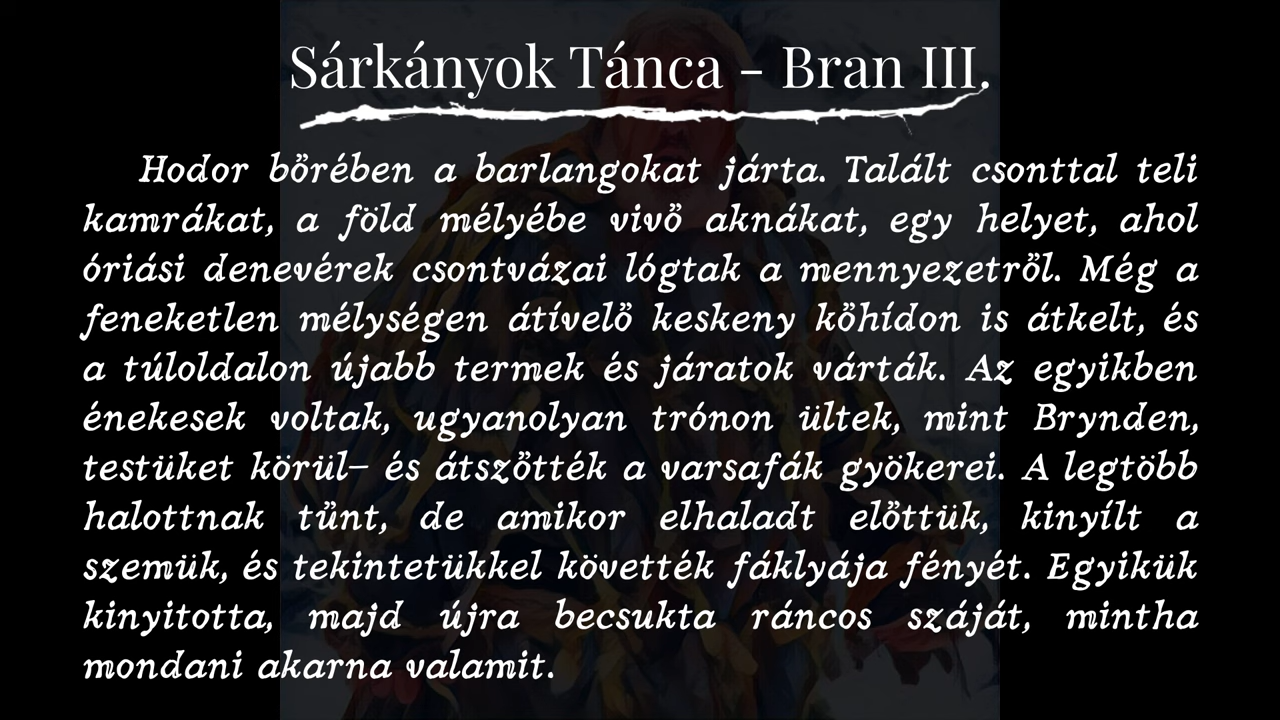 Sárkányok Tánca - Bran III.
Hodor bőrében a barlangokat járta. Talált csonttal teli
kamrákat, a föld mélyébe vivő aknákat, egy helyet, ahol
óriási denevérek csontvázai lógtak a mennyezetről. Még a
feneketlen mélységen átívelő keskeny kőhídon is átkelt, és
a túloldalon újabb termek és járatok várták. Az egyikben
énekesek voltak, ugyanolyan trónon ültek, mint Brynden,
testüket körül– és átszőtték a varsafák gyökerei. A legtöbb
halottnak tűnt, de amikor elhaladt előttük, kinyílt a
szemük, és tekintetükkel követték fáklyája fényét. Egyikük
kinyitotta, majd újra becsukta ráncos száját, mintha
mondani akarna valamit.